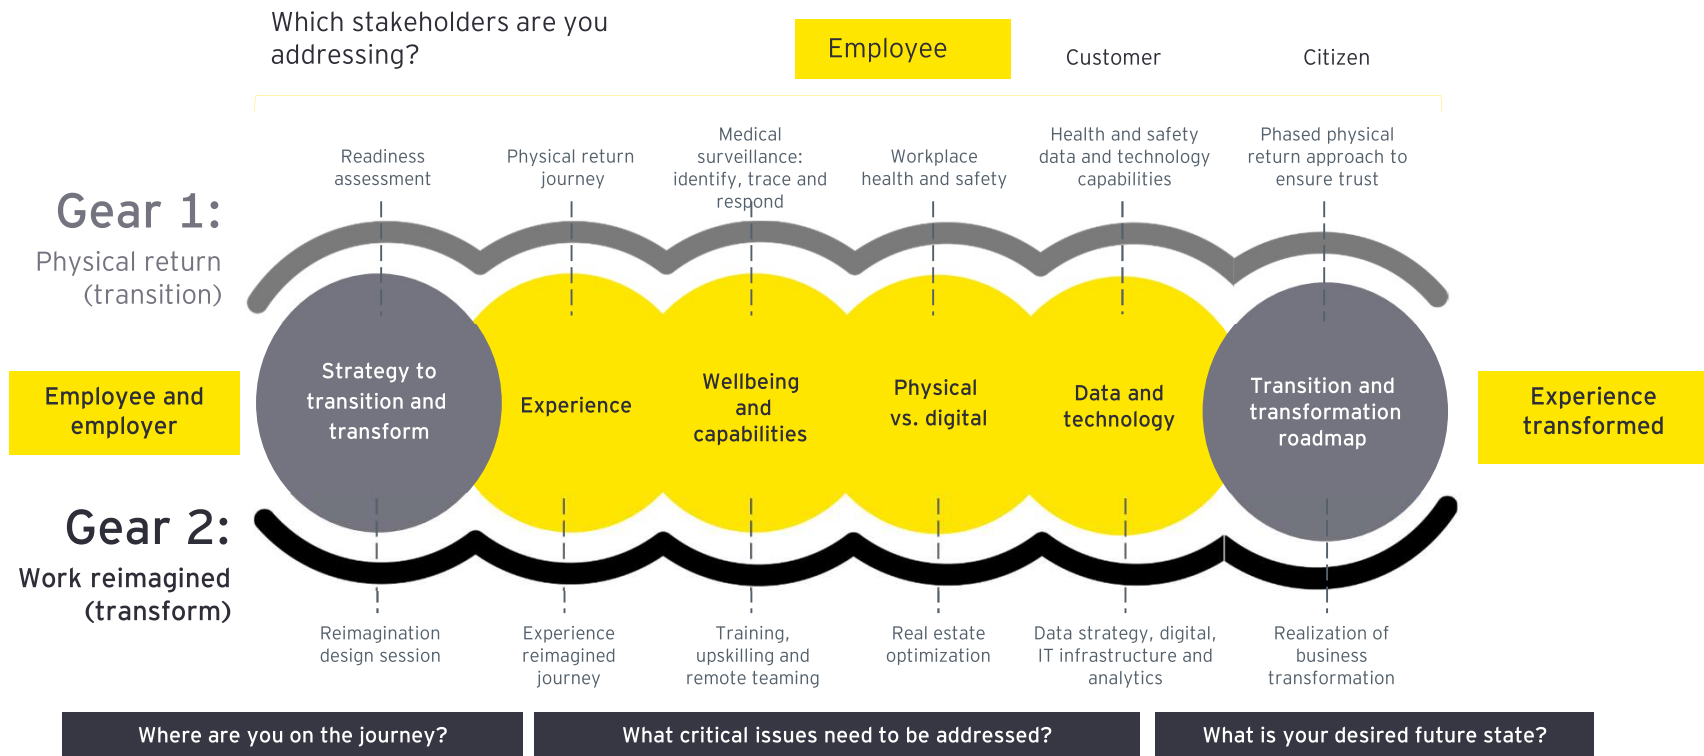 Which stakeholders are you
addressing?
Employee
Customer
Citizen
Readiness
assessment
Physical return
journey
Medical
surveillance:
identify, trace and
respond
Workplace
health and safety
Health and safety
data and technology
capabilities
Phased physical
return approach to
ensure trust
Gear 1:
Physical return
(transition)
Employee and
employer
Strategy to
transition and
transform
Experience
Wellbeing
and
capabilities
Physical
vs. digital
Data and
technology
Transition and
transformation
roadmap
Experience
transformed
Gear 2:
Work reimagined
(transform)
Reimagination
design session
Experience
reimagined
journey
Training,
upskilling and
remote teaming
Real estate
optimization
Data strategy, digital,
IT infrastructure and
analytics
Realization of
business
transformation
Where are you on the journey?
What critical issues need to be addressed?
What is your desired future state?